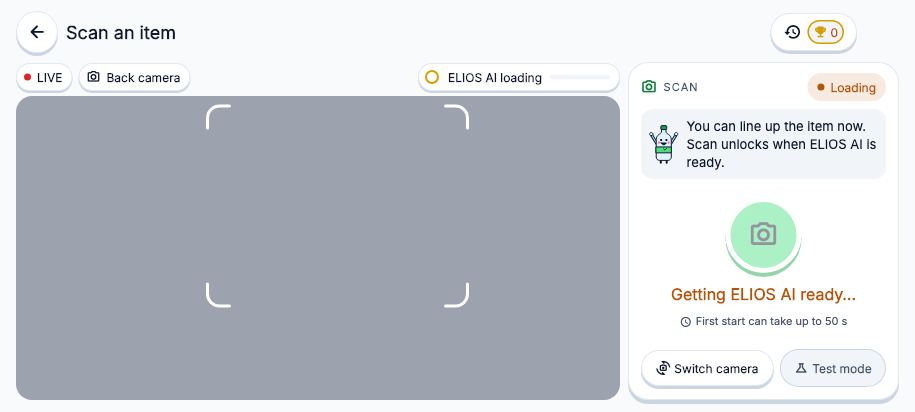 Scan an item
0
LIVE
Back camera
ELIOS AI loading
SCAN
Loading
You can line up the item now.
Scan unlocks when ELIOS AI is
ready.
Getting ELIOS AI ready...
First start can take up to 50 s
Switch camera
Test mode